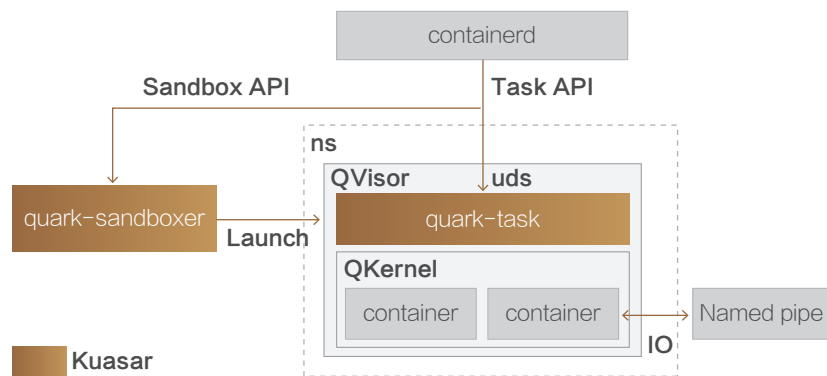 containerd
Sandbox API
Task API
ns
QVisor
uds
quark-sandboxer
quark-task
Launch
QKernel
container
container
Named pipe
IO
Kuasar